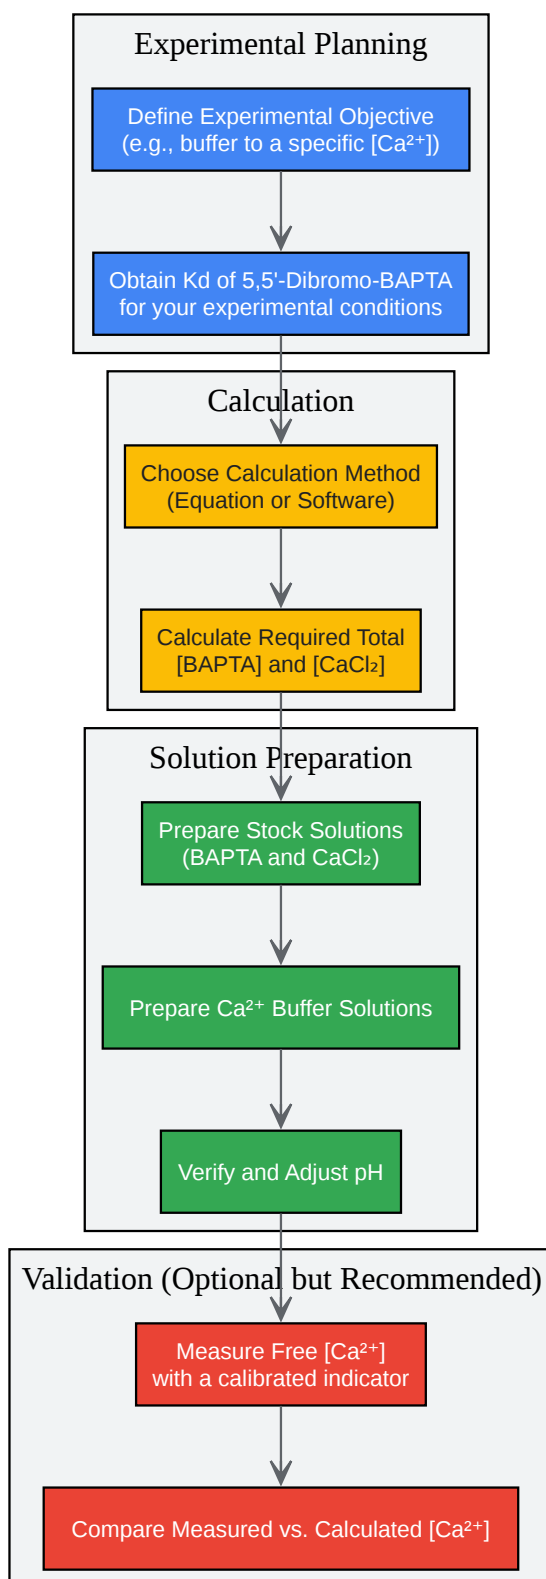 Experimental Planning
Define Experimental Objective
(e.g., buffer to a specific [Ca²⁺])
Obtain Kd of 5,5'-Dibromo-BAPTA
for your experimental conditions
Calculation
Choose Calculation Method
(Equation or Software)
Calculate Required Total
[BAPTA] and [CaCl₂]
Solution Preparation
Prepare Stock Solutions
(BAPTA and CaCl₂)
Prepare Ca²⁺ Buffer Solutions
Verify and Adjust pH
Validation (Optional but Recommended)
Measure Free [Ca²⁺]
with a calibrated indicator
Compare Measured vs. Calculated [Ca²⁺]